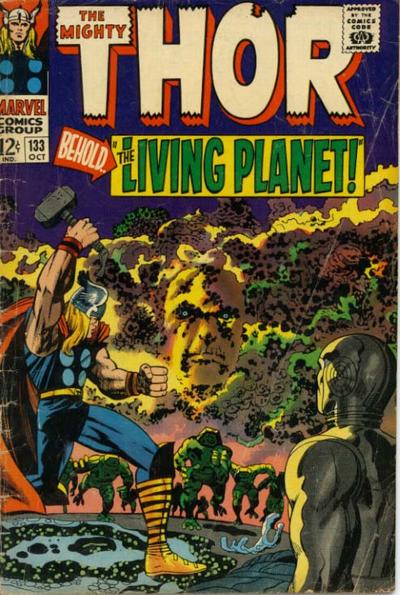 THE
MIGHTY
THOR
APPROVED
BY THE
COMICS
CODE
AUTHORITY
MARVEL
COMICS
GROUP
12¢
IND.
133
OCT
BEHOLD..
"THE LIVING PLANET!"